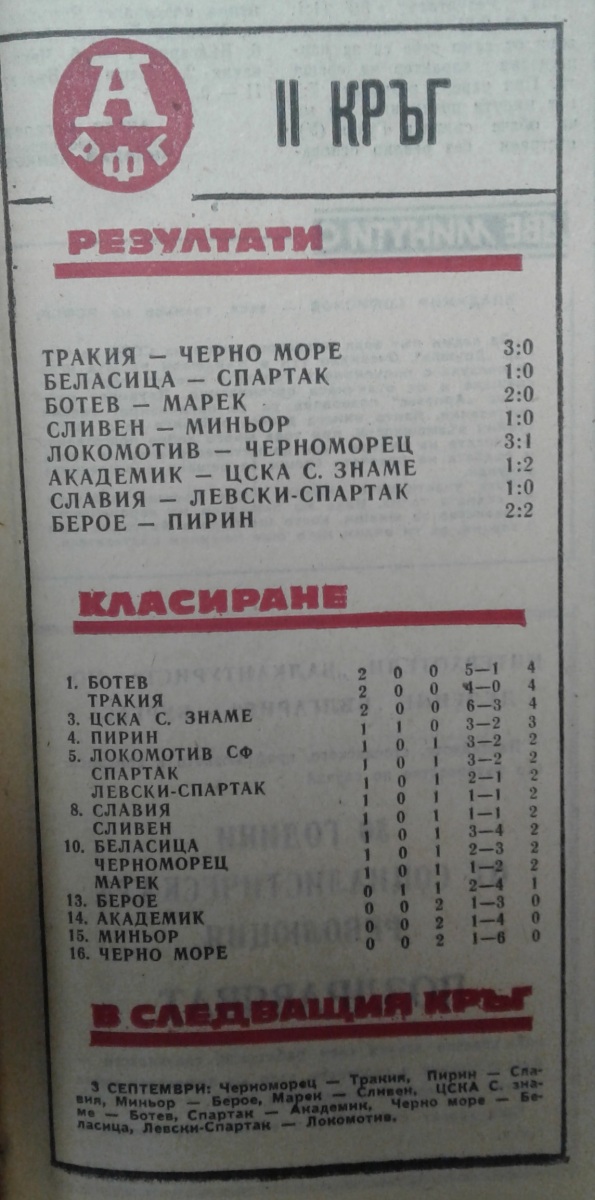 А
РФГ
II КРЪГ
РЕЗУЛТАТИ
ТРАКИЯ — ЧЕРНО МОРЕ 3:0
БЕЛАСИЦА — СПАРТАК 1:0
БОТЕВ — МАРЕК 2:0
СЛИВЕН — МИНЬОР 1:0
ЛОКОМОТИВ — ЧЕРНОМОРЕЦ 3:1
АКАДЕМИК — ЦСКА С. ЗНАМЕ 1:2
СЛАВИЯ — ЛЕВСКИ-СПАРТАК 1:0
БЕРОЕ — ПИРИН 2:2
КЛАСИРАНЕ
1. БОТЕВ 2 0 0 5—1 4
ТРАКИЯ 2 0 0 4—0 4
3. ЦСКА С. ЗНАМЕ 2 0 0 6—3 4
4. ПИРИН 1 1 0 3—2 3
5. ЛОКОМОТИВ СФ 1 0 1 3—2 2
СПАРТАК 1 0 1 3—2 2
ЛЕВСКИ-СПАРТАК 1 0 1 2—1 2
8. СЛАВИЯ 1 0 1 1—1 2
СЛИВЕН 1 0 1 1—1 2
10. БЕЛАСИЦА 1 0 1 3—4 2
ЧЕРНОМОРЕЦ 1 0 1 2—3 2
МАРЕК 1 0 1 1—2 2
13. БЕРОЕ 0 1 1 2—4 1
14. АКАДЕМИК 0 0 2 1—3 0
15. МИНЬОР 0 0 2 1—4 0
16. ЧЕРНО МОРЕ 0 0 2 1—6 0
В СЛЕДВАЩИЯ КРЪГ
3 СЕПТЕМВРИ: Черноморец — Тракия, Пирин — Сла-
вия, Миньор — Берое, Марек — Сливен, ЦСКА С. зна-
ме — Ботев, Спартак — Академик, Черно море — Бе-
ласица, Левски-Спартак — Локомотив.